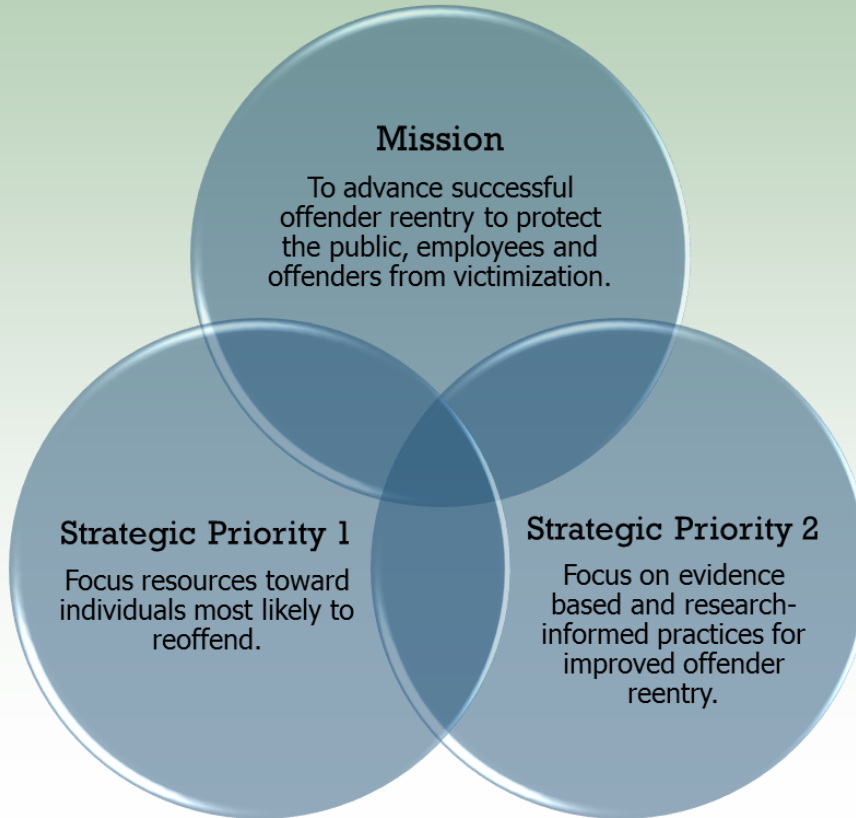 Mission
To advance successful
offender reentry to protect
the public, employees and
offenders from victimization.
Strategic Priority 1
Focus resources toward
individuals most likely to
reoffend.
Strategic Priority 2
Focus on evidence
based and research-
informed practices for
improved offender
reentry.